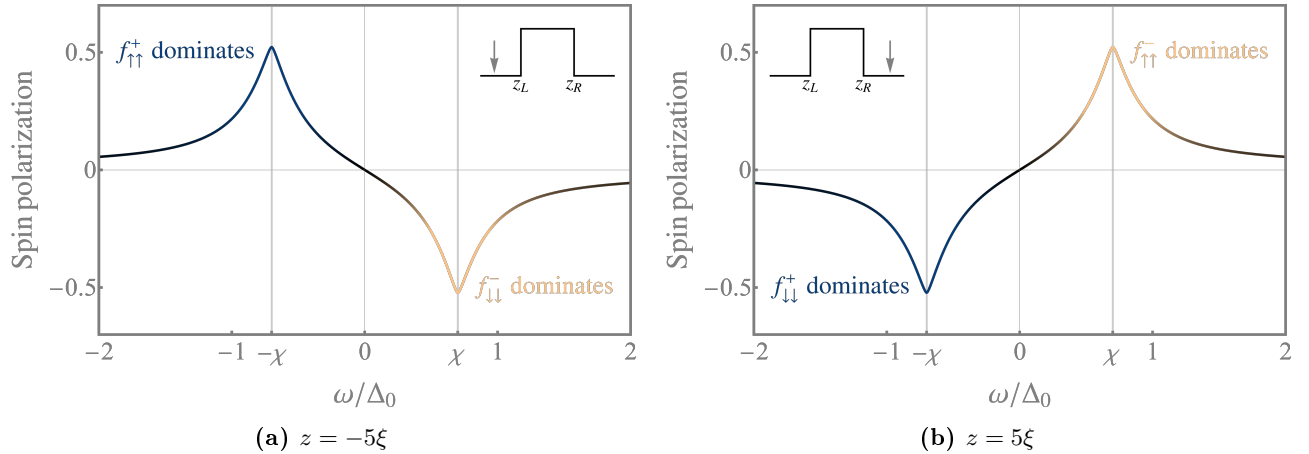 f⁺↑↑ dominates
z_L z_R
f⁻↓↓ dominates
0.5
0
−0.5
Spin polarization
−2 −1 −χ 0 χ 1 2
ω/Δ₀
(a) z = −5ξ
f⁻↑↑ dominates
z_L z_R
f⁺↓↓ dominates
0.5
0
−0.5
Spin polarization
−2 −1 −χ 0 χ 1 2
ω/Δ₀
(b) z = 5ξ